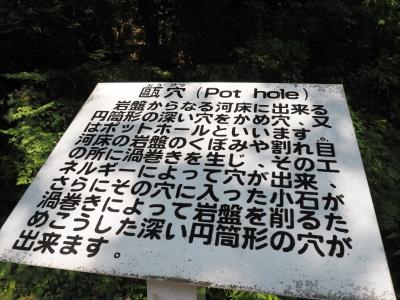 おうけつ
甌穴(Pot hole)
岩盤からなる河床に出来る
円筒形の深い穴をかめ穴、又
はポットホールといいます。
河床の岩盤のくぼみや割れ目
の所に渦巻きを生じ、そのエ
ネルギーによって穴が出来、
さらにその穴に入った小石が
渦巻きによって岩盤を削るた
めこうした深い円筒形の穴が
出来ます。